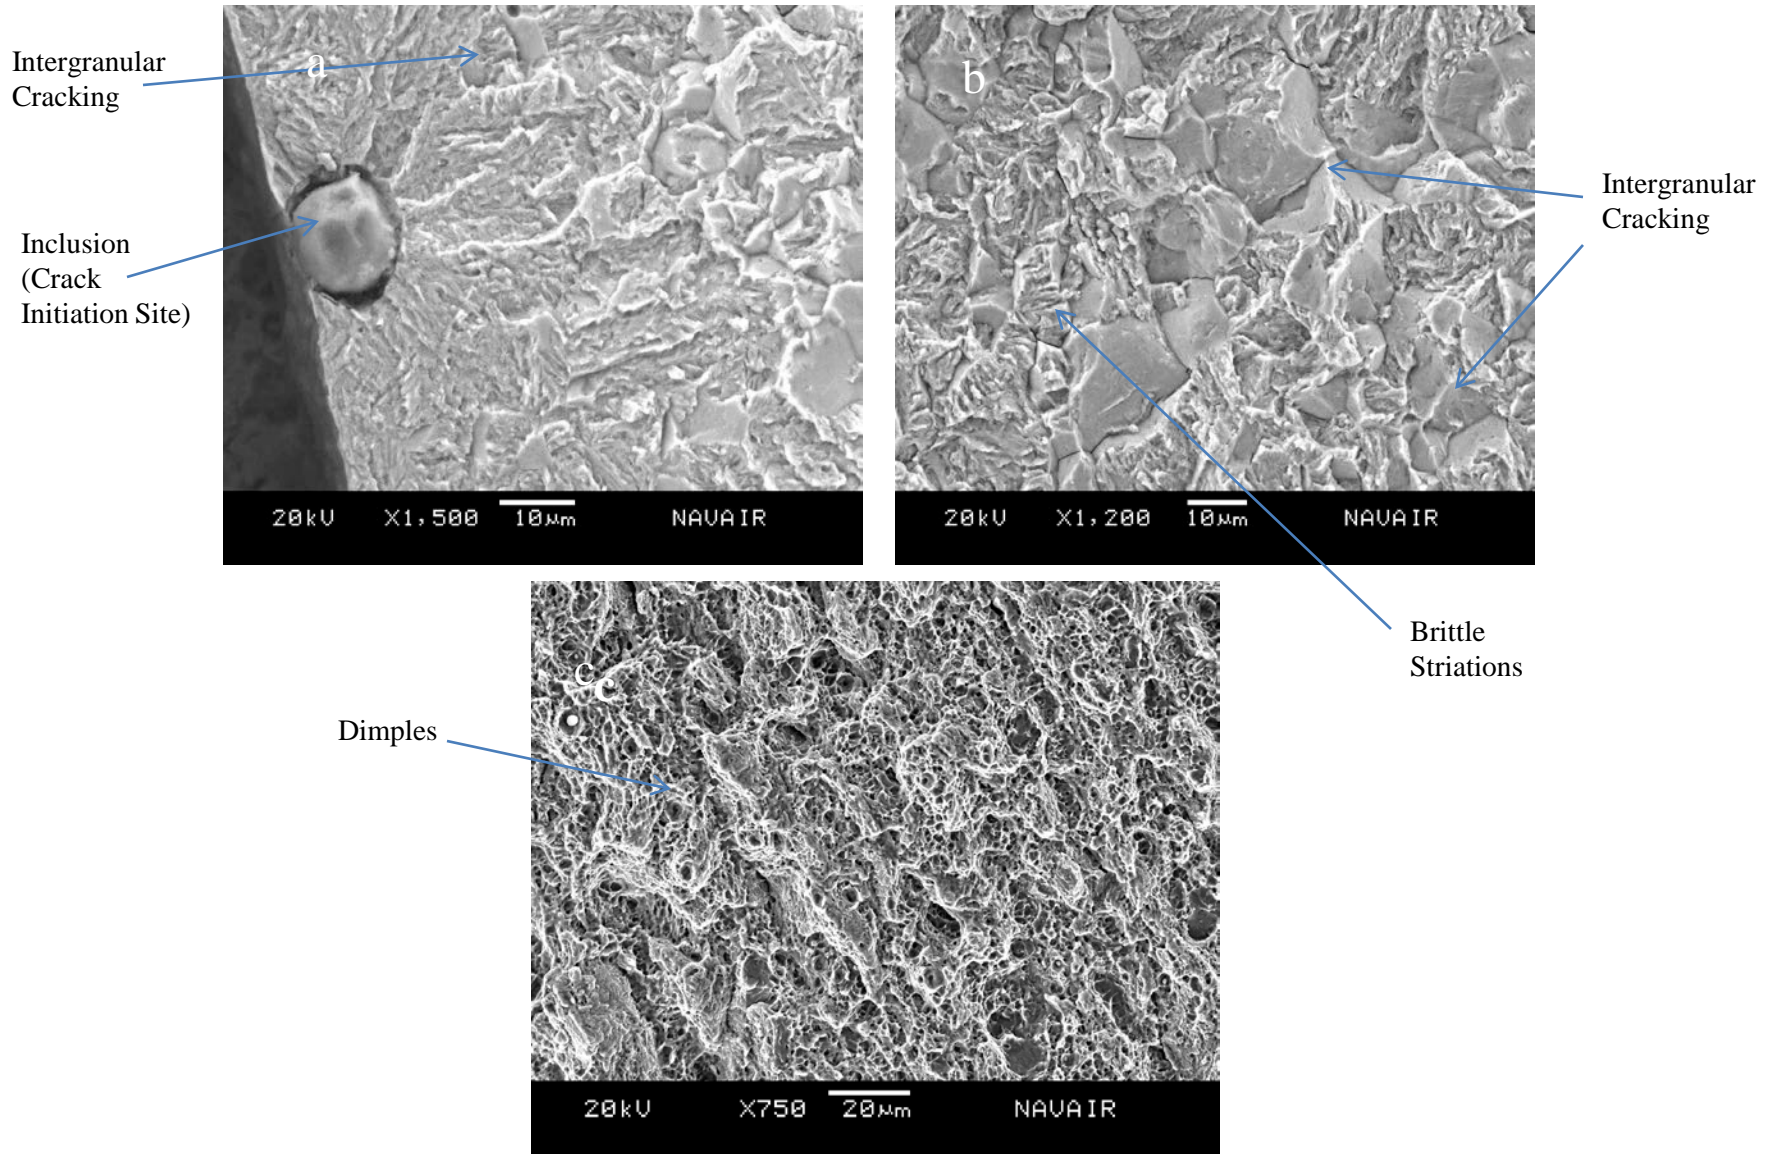 Intergranular
Cracking
a
Inclusion
(Crack
Initiation Site)
20kV X1,500 10μm NAVAIR
b
Intergranular
Cracking
20kV X1,200 10μm NAVAIR
Brittle
Striations
c
c
Dimples
20kV X750 20μm NAVAIR